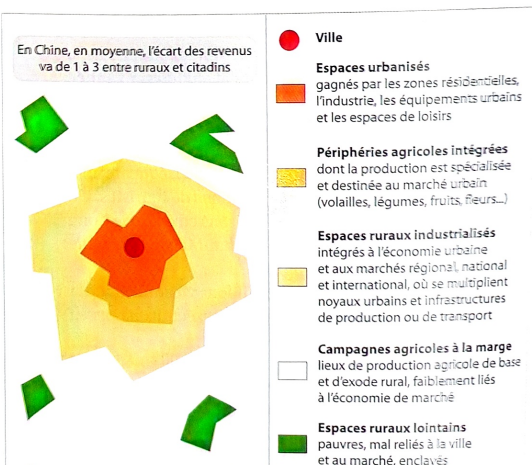 En Chine, en moyenne, l'écart des revenus
va de 1 à 3 entre ruraux et citadins
Ville
Espaces urbanisés
gagnés par les zones résidentielles,
l'industrie, les équipements urbains
et les espaces de loisirs
Périphéries agricoles intégrées
dont la production est spécialisée
et destinée au marché urbain
(volailles, légumes, fruits, fleurs...)
Espaces ruraux industrialisés
intégrés à l'économie urbaine
et aux marchés régional, national
et international, où se multiplient
noyaux urbains et infrastructures
de production ou de transport
Campagnes agricoles à la marge
lieux de production agricole de base
et d'exode rural, faiblement liés
à l'économie de marché
Espaces ruraux lointains
pauvres, mal reliés à la ville
et au marché, enclavés